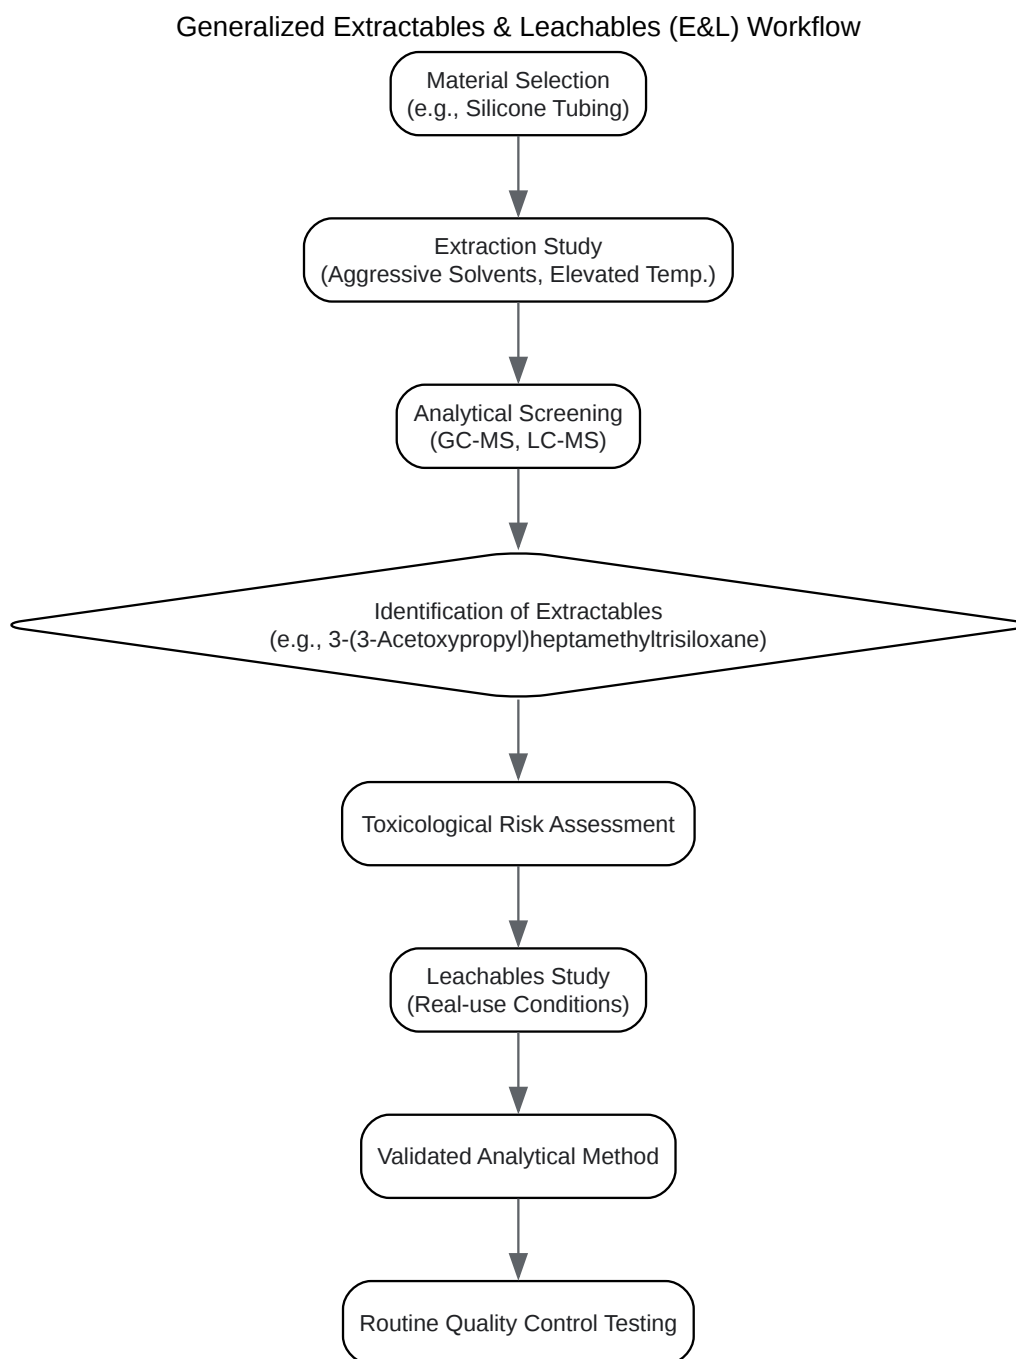 Generalized Extractables & Leachables (E&L) Workflow
Material Selection
(e.g., Silicone Tubing)
Extraction Study
(Aggressive Solvents, Elevated Temp.)
Analytical Screening
(GC-MS, LC-MS)
Identification of Extractables
(e.g., 3-(3-Acetoxypropyl)heptamethyltrisiloxane)
Toxicological Risk Assessment
Leachables Study
(Real-use Conditions)
Validated Analytical Method
Routine Quality Control Testing